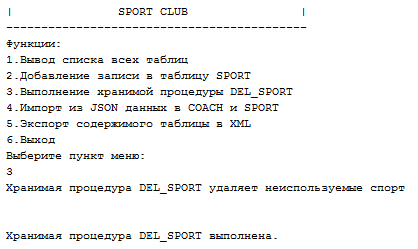 | SPORT CLUB |
-------------------------------------------
Функции:
1.Вывод списка всех таблиц
2.Добавление записи в таблицу SPORT
3.Выполнение хранимой процедуры DEL_SPORT
4.Импорт из JSON данных в COACH и SPORT
5.Экспорт содержимого таблицы в XML
6.Выход
Выберите пункт меню:
3
Хранимая процедура DEL_SPORT удаляет неиспользуемые спорт
Хранимая процедура DEL_SPORT выполнена.